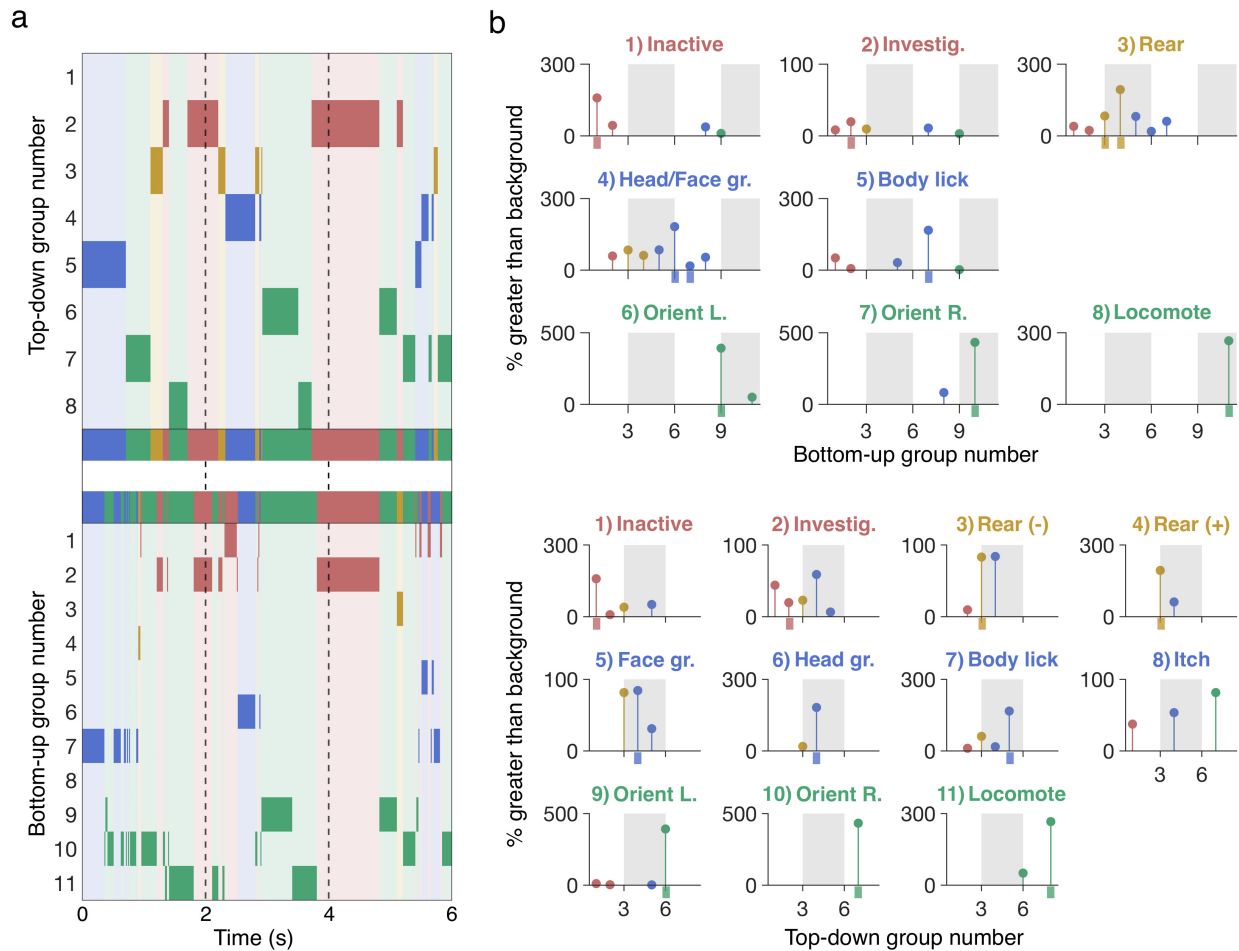 a
Top-down group number
1
2
3
4
5
6
7
8
Bottom-up group number
1
2
3
4
5
6
7
8
9
10
11
0 2 4 6
Time (s)
b
% greater than background
1) Inactive 2) Investig. 3) Rear
300 100 300
0 0 0
4) Head/Face gr. 5) Body lick
300 300
0 0
6) Orient L. 7) Orient R. 8) Locomote
500 500 300
0 0 0
3 6 9 3 6 9 3 6 9
Bottom-up group number
% greater than background
1) Inactive 2) Investig. 3) Rear (-) 4) Rear (+)
300 100 100 300
0 0 0 0
5) Face gr. 6) Head gr. 7) Body lick 8) Itch
100 300 300 100
0 0 0 0
3 6
9) Orient L. 10) Orient R. 11) Locomote
500 500 300
0 0 0
3 6 3 6 3 6
Top-down group number